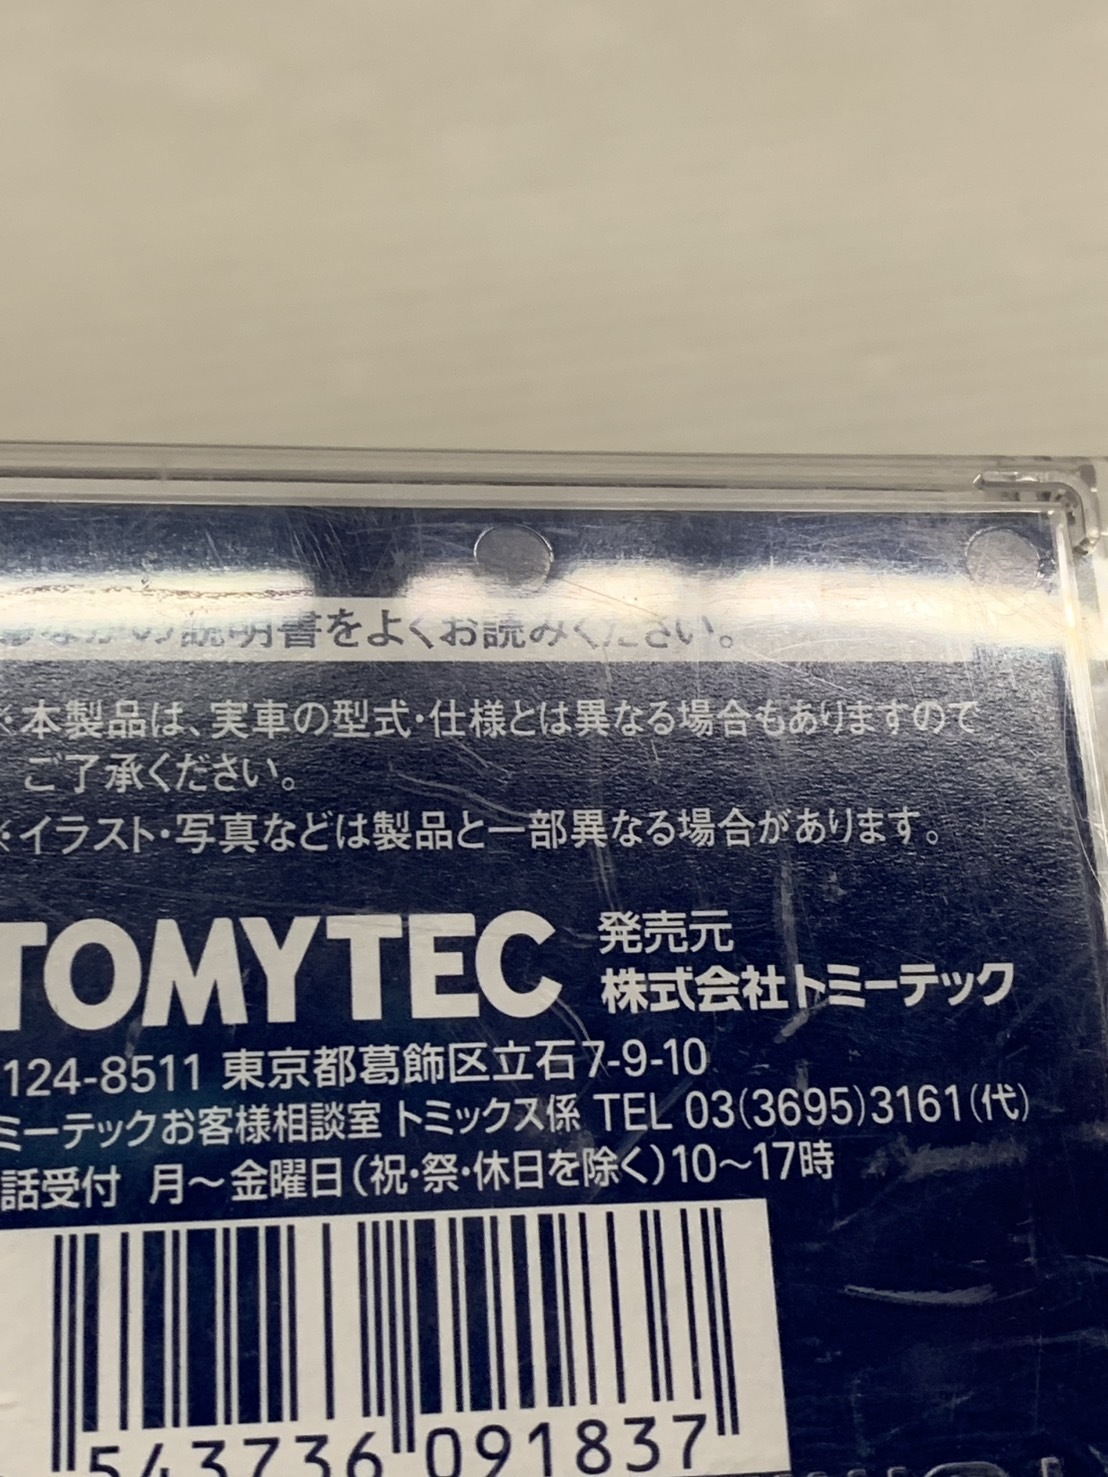 説明書をよくお読みください。
※本製品は、実車の型式・仕様とは異なる場合もありますので
ご了承ください。
※イラスト・写真などは製品と一部異なる場合があります。
TOMYTEC 発売元
株式会社トミーテック
124-8511 東京都葛飾区立石7-9-10
ミーテックお客様相談室 トミックス係 TEL 03(3695)3161(代)
話受付 月〜金曜日(祝・祭・休日を除く)10〜17時
543736 091837